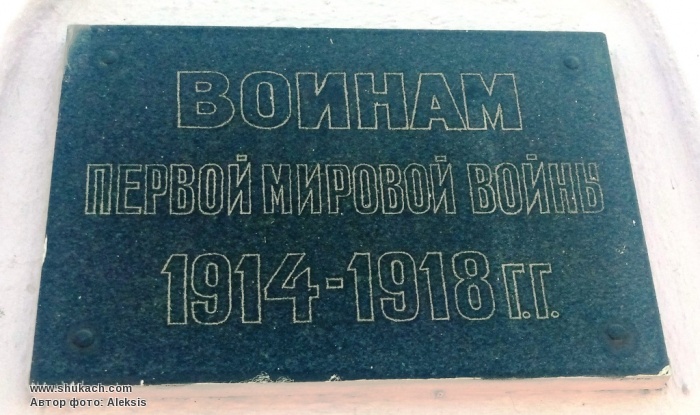 ВОИНАМ
ПЕРВОЙ МИРОВОЙ ВОЙНЫ
1914-1918 г.г.
www.shukach.com
Автор фото: Aleksis